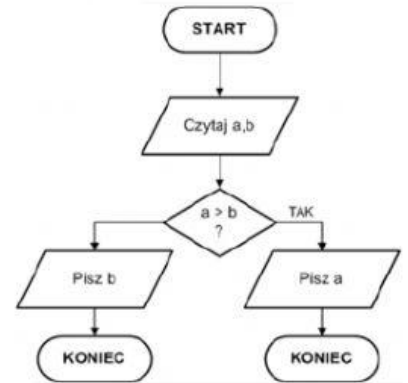 START
Czytaj a,b
a > b
?
TAK
Pisz b
Pisz a
KONIEC
KONIEC